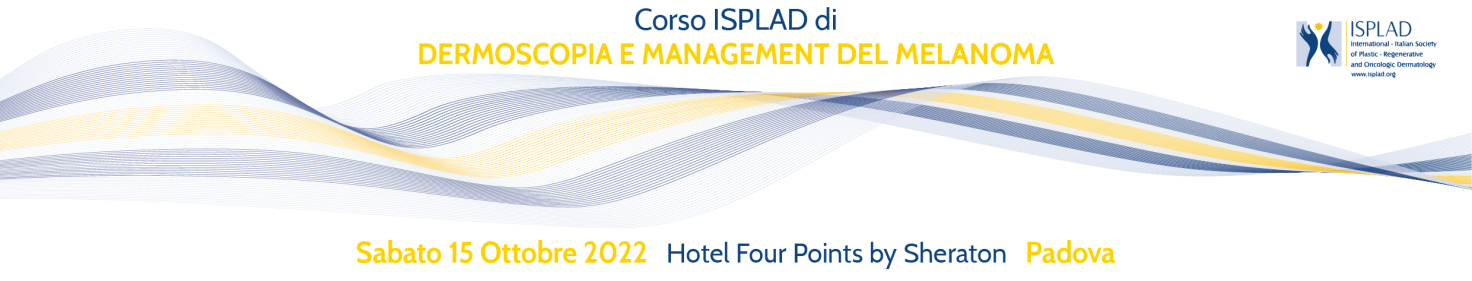 Corso ISPLAD di
DERMOSCOPIA E MANAGEMENT DEL MELANOMA
ISPLAD
International - Italian Society
of Plastic - Regenerative
and Oncologic Dermatology
www.isplad.org
Sabato 15 Ottobre 2022 Hotel Four Points by Sheraton Padova